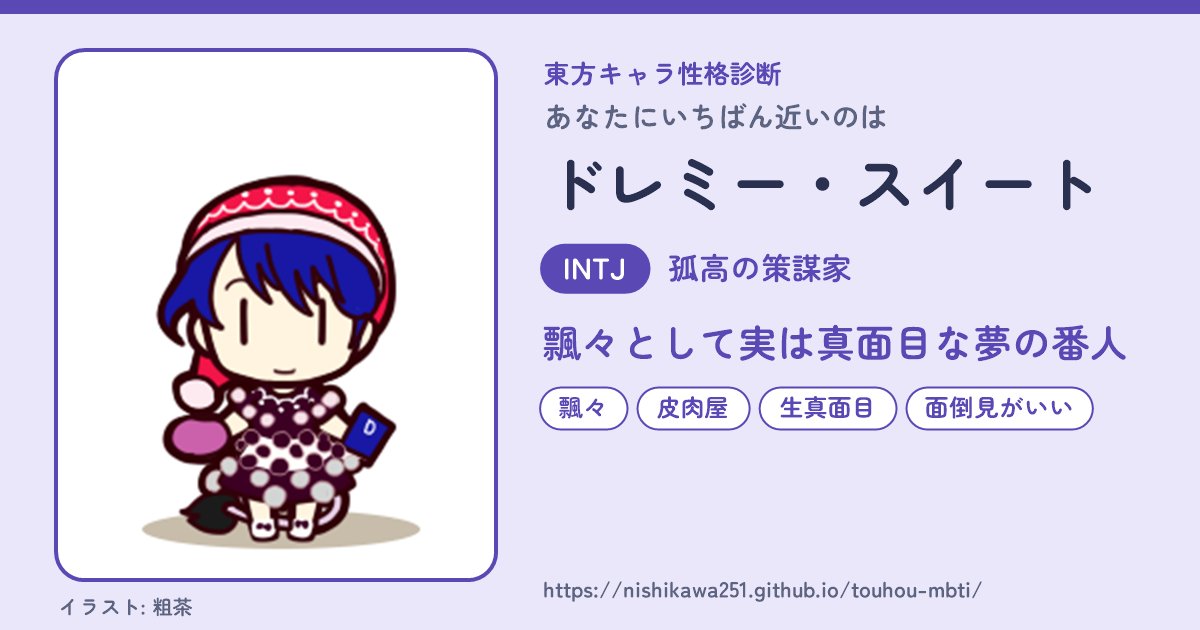 東方キャラ性格診断
あなたにいちばん近いのは
ドレミー・スイート
INTJ 孤高の策謀家
飄々として実は真面目な夢の番人
飄々 皮肉屋 生真面目 面倒見がいい
D
https://nishikawa251.github.io/touhou-mbti/
イラスト: 粗茶